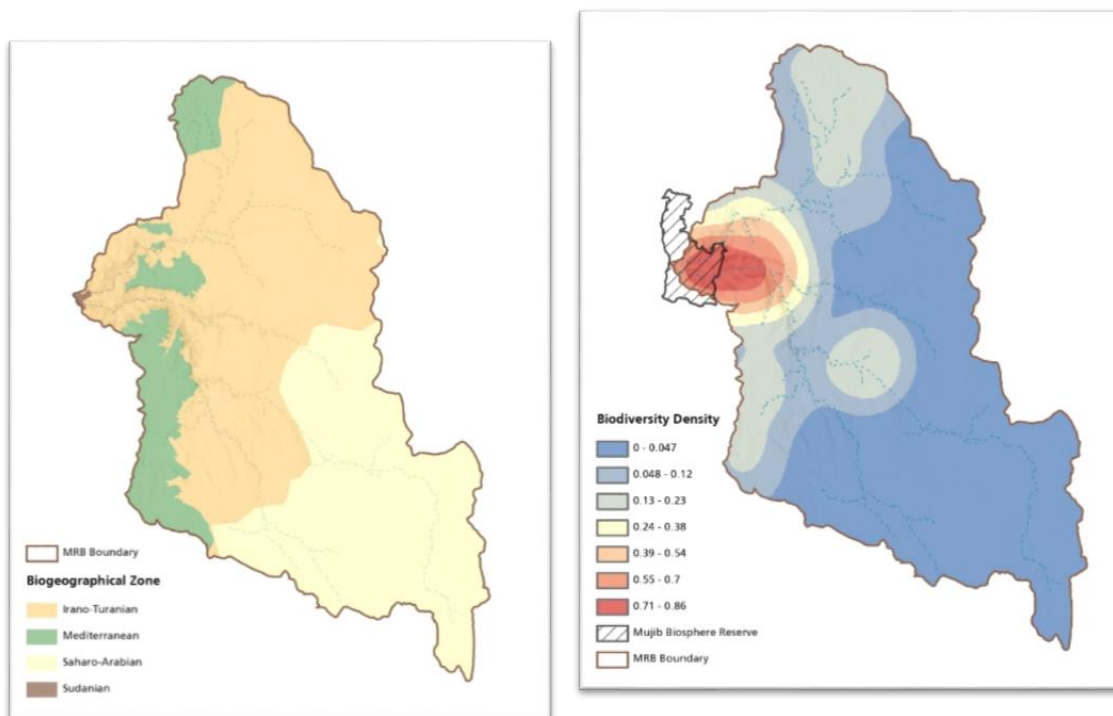 MRB Boundary
Biogeographical Zone
Irano-Turanian
Mediterranean
Saharo-Arabian
Sudanian
Biodiversity Density
0 - 0.047
0.048 - 0.12
0.13 - 0.23
0.24 - 0.38
0.39 - 0.54
0.55 - 0.7
0.71 - 0.86
Mujib Biosphere Reserve
MRB Boundary